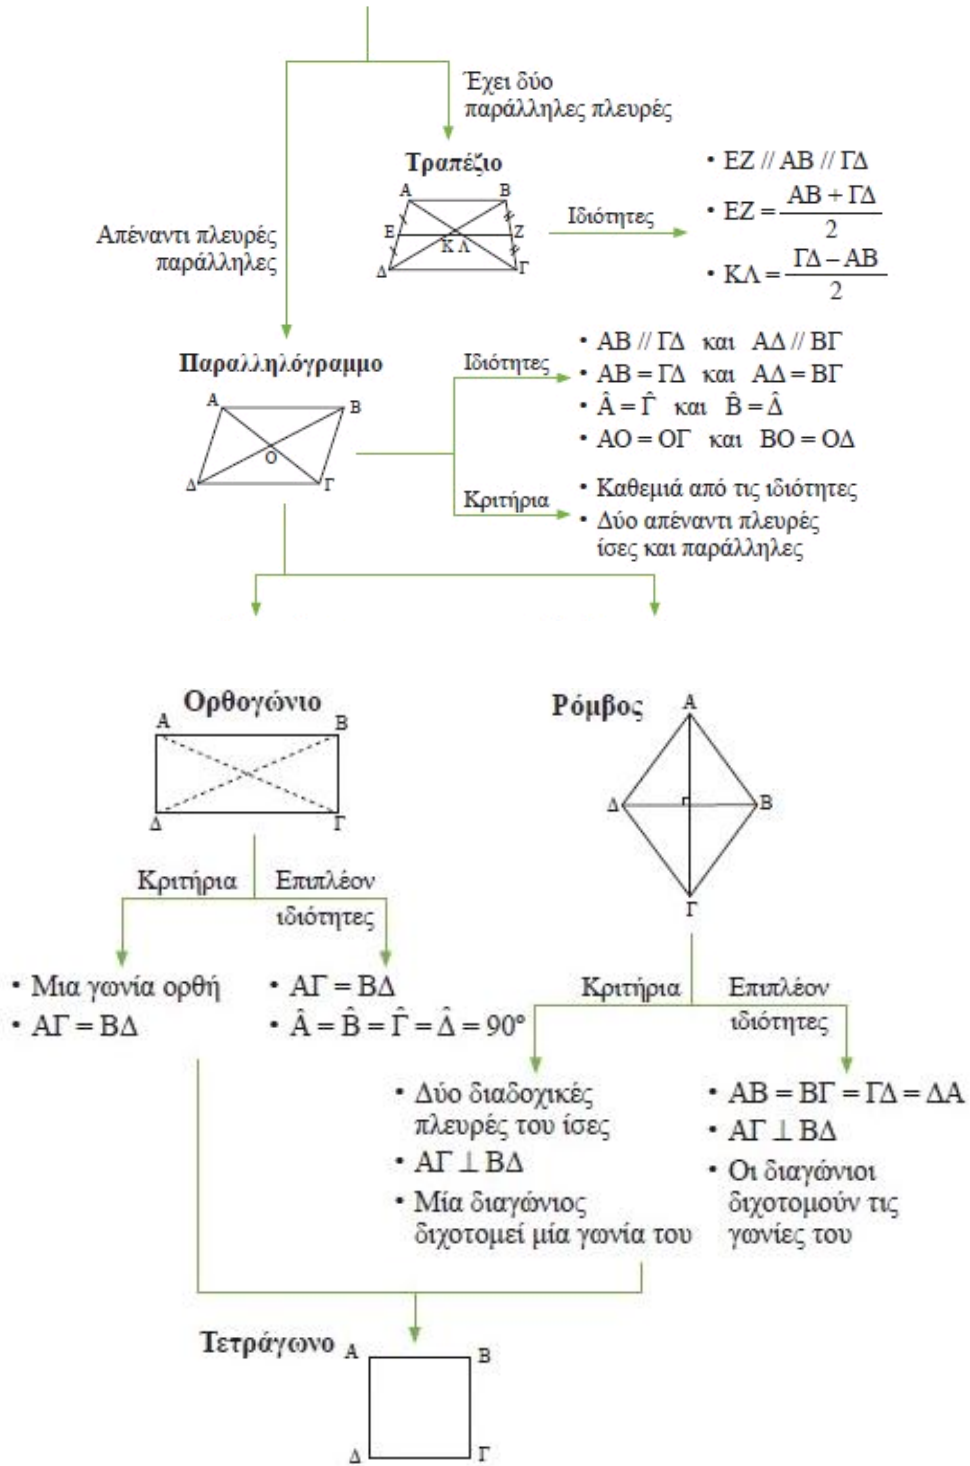 Έχει δύο
παράλληλες πλευρές
Τραπέζιο
Α Β
Ε Ζ
Κ Λ
Δ Γ
Ιδιότητες
• ΕΖ // ΑΒ // ΓΔ
• ΕΖ = ΑΒ + ΓΔ / 2
• ΚΛ = ΓΔ – ΑΒ / 2
Απέναντι πλευρές
παράλληλες
Παραλληλόγραμμο
Α Β
Ο
Δ Γ
Ιδιότητες
• ΑΒ // ΓΔ και ΑΔ // ΒΓ
• ΑΒ = ΓΔ και ΑΔ = ΒΓ
• Â = Γ̂ και Β̂ = Δ̂
• ΑΟ = ΟΓ και ΒΟ = ΟΔ
Κριτήρια
• Καθεμιά από τις ιδιότητες
• Δύο απέναντι πλευρές
ίσες και παράλληλες
Ορθογώνιο
Α Β
Δ Γ
Κριτήρια
• Μια γωνία ορθή
• ΑΓ = ΒΔ
Επιπλέον
ιδιότητες
• ΑΓ = ΒΔ
• Â = Β̂ = Γ̂ = Δ̂ = 90º
Ρόμβος
Α
Δ Β
Γ
Κριτήρια
• Δύο διαδοχικές
πλευρές του ίσες
• ΑΓ ⊥ ΒΔ
• Μία διαγώνιος
διχοτομεί μία γωνία του
Επιπλέον
ιδιότητες
• ΑΒ = ΒΓ = ΓΔ = ΔΑ
• ΑΓ ⊥ ΒΔ
• Οι διαγώνιοι
διχοτομούν τις
γωνίες του
Τετράγωνο
Α Β
Δ Γ